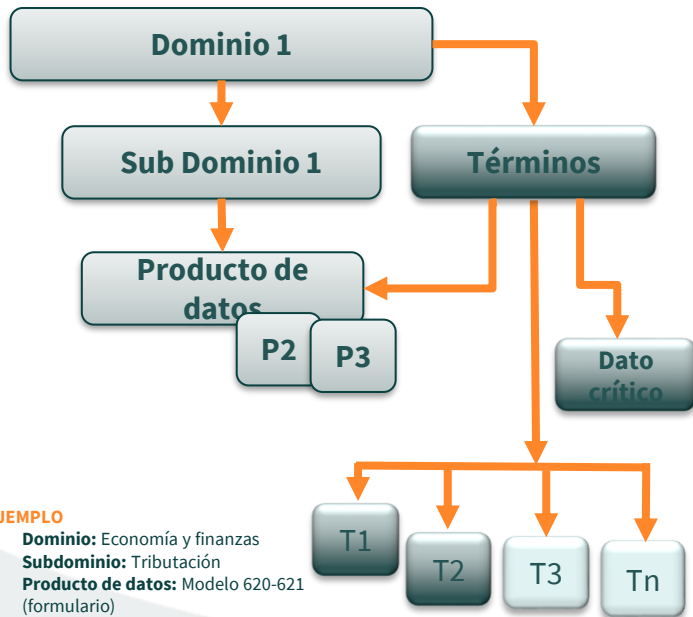 Dominio 1
Sub Dominio 1
Términos
Producto de
datos
P2
P3
Dato
crítico
T1
T2
T3
Tn
JEMPLO
Dominio: Economía y finanzas
Subdominio: Tributación
Producto de datos: Modelo 620-621
(formulario)